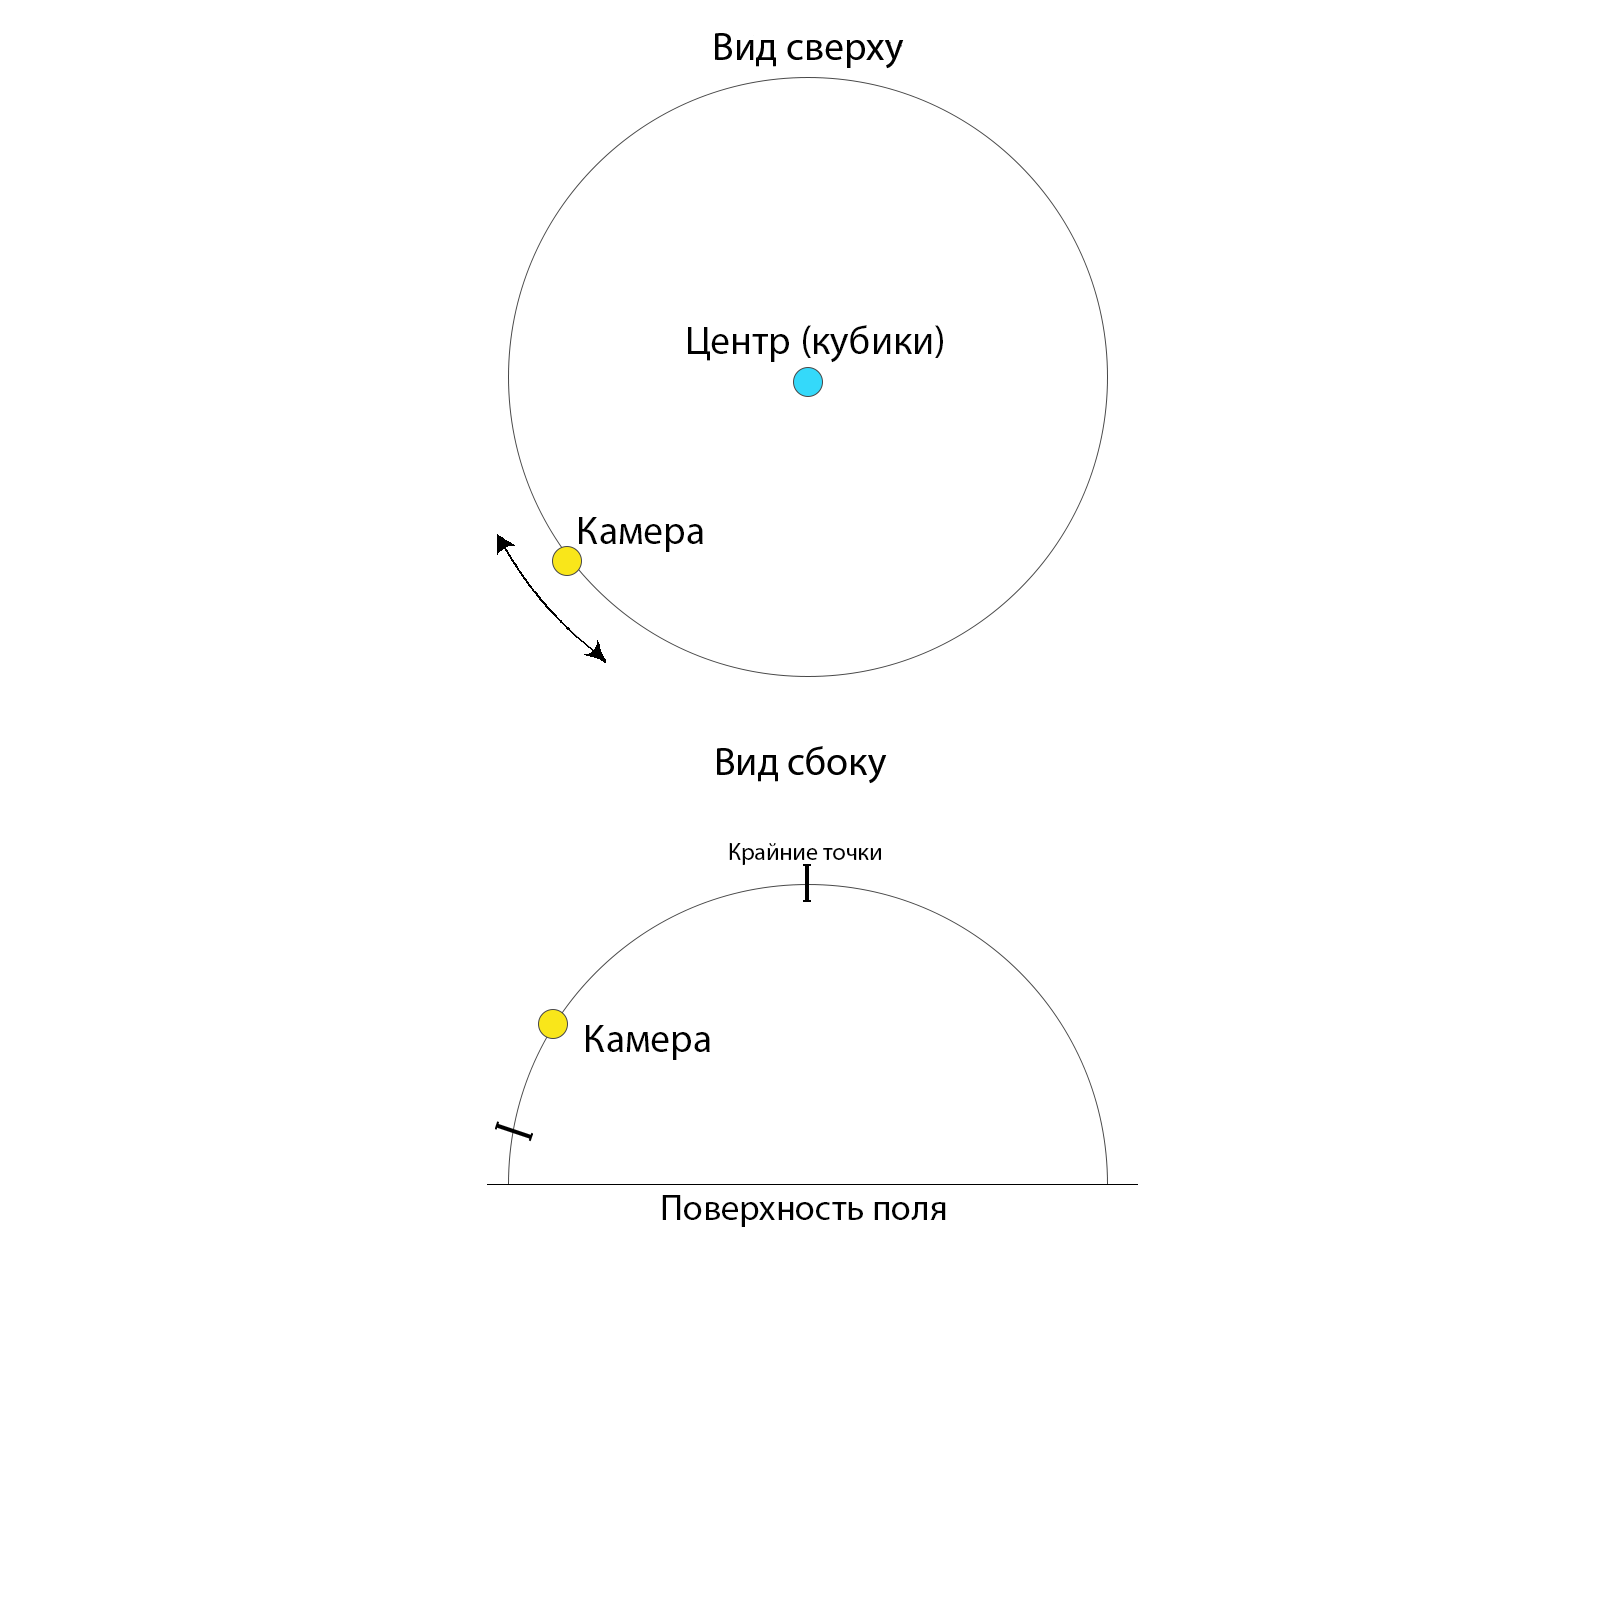 Вид сверху
Центр (кубики)
Камера
Вид сбоку
Крайние точки
Камера
Поверхность поля